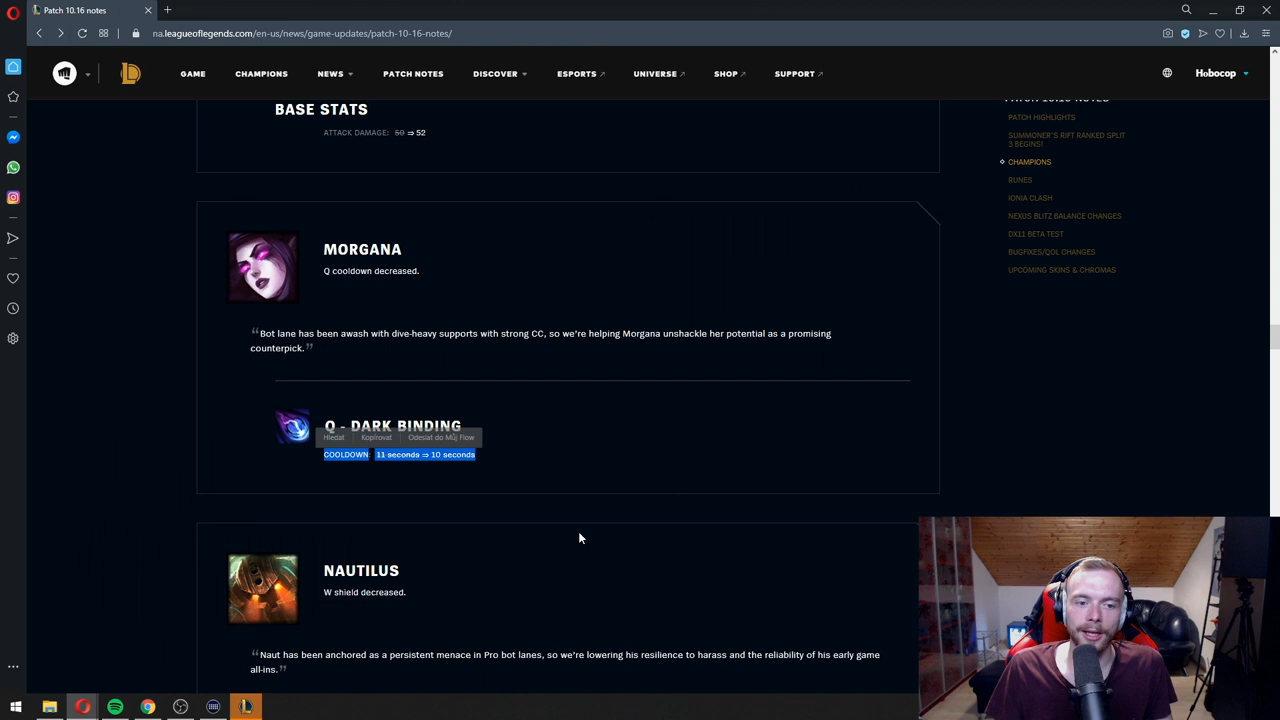 Patch 10.16 notes
na.leagueoflegends.com/en-us/news/game-updates/patch-10-16-notes/
GAME
CHAMPIONS
NEWS
PATCH NOTES
DISCOVER
ESPORTS
UNIVERSE
SHOP
SUPPORT
Hobocop
BASE STATS
ATTACK DAMAGE: 50 ⇒ 52
MORGANA
Q cooldown decreased.
“Bot lane has been awash with dive-heavy supports with strong CC, so we're helping Morgana unshackle her potential as a promising
counterpick.”
Q - DARK BINDING
Hledat Kopírovat Odeslat do Můj Flow
COOLDOWN: 11 seconds ⇒ 10 seconds
NAUTILUS
W shield decreased.
“Naut has been anchored as a persistent menace in Pro bot lanes, so we're lowering his resilience to harass and the reliability of his early game
all-ins.”
PATCH 10.16 NOTES
PATCH HIGHLIGHTS
SUMMONER'S RIFT RANKED SPLIT
3 BEGINS!
CHAMPIONS
RUNES
IONIA CLASH
NEXUS BLITZ BALANCE CHANGES
DX11 BETA TEST
BUGFIXES/QOL CHANGES
UPCOMING SKINS & CHROMAS